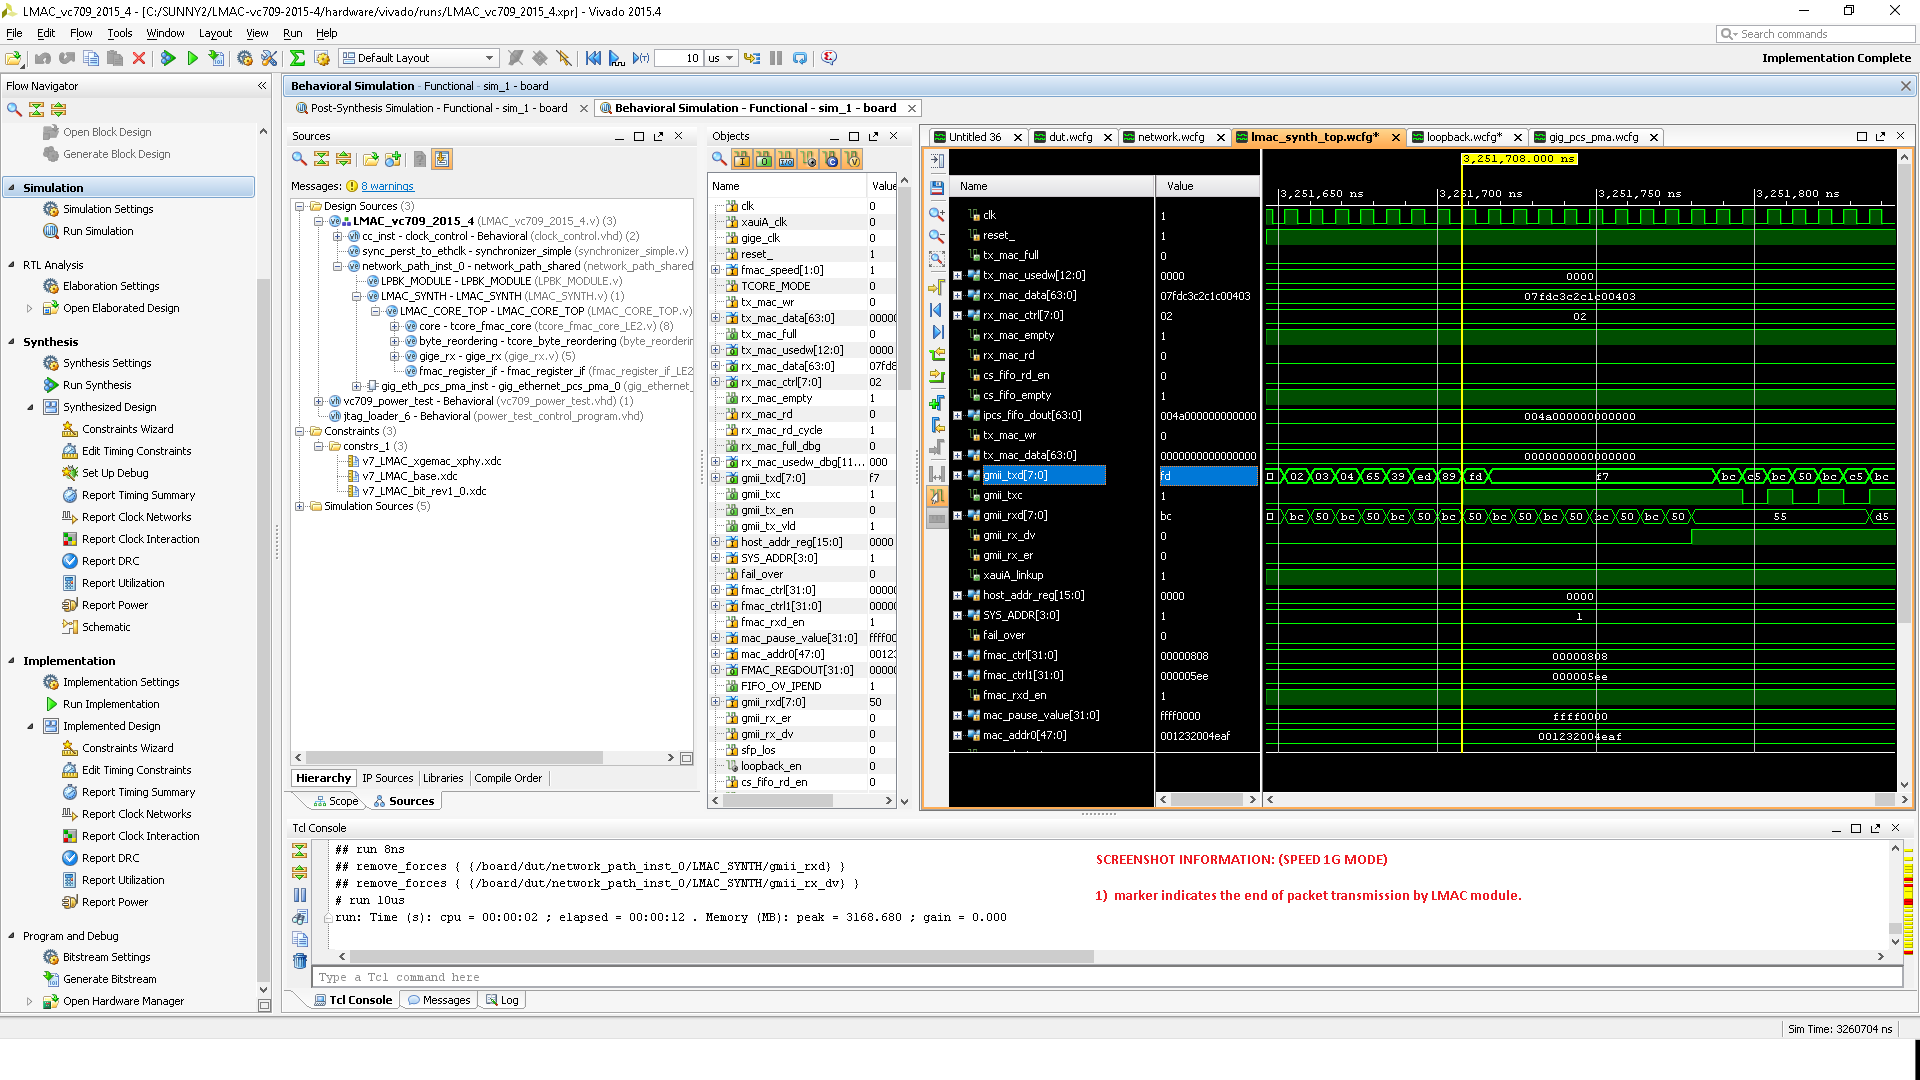 LMAC_vc709_2015_4 - [C:/SUNNY2/LMAC-vc709-2015-4/hardware/vivado/runs/LMAC_vc709_2015_4.xpr] - Vivado 2015.4
File Edit Flow Tools Window Layout View Run Help
Search commands
Default Layout 10 us Implementation Complete
Flow Navigator
Open Block Design
Generate Block Design
Simulation
Simulation Settings
Run Simulation
RTL Analysis
Elaboration Settings
Open Elaborated Design
Synthesis
Synthesis Settings
Run Synthesis
Synthesized Design
Constraints Wizard
Edit Timing Constraints
Set Up Debug
Report Timing Summary
Report Clock Networks
Report Clock Interaction
Report DRC
Report Utilization
Report Power
Schematic
Implementation
Implementation Settings
Run Implementation
Implemented Design
Constraints Wizard
Edit Timing Constraints
Report Timing Summary
Report Clock Networks
Report Clock Interaction
Report DRC
Report Utilization
Report Power
Program and Debug
Bitstream Settings
Generate Bitstream
Open Hardware Manager
Behavioral Simulation - Functional - sim_1 - board
Post-Synthesis Simulation - Functional - sim_1 - board
Behavioral Simulation - Functional - sim_1 - board
Sources
Messages: 8 warnings
Design Sources (3)
LMAC_vc709_2015_4 (LMAC_vc709_2015_4.v) (3)
cc_inst - clock_control - Behavioral (clock_control.vhd) (2)
sync_perst_to_ethclk - synchronizer_simple (synchronizer_simple.v)
network_path_inst_0 - network_path_shared (network_path_shared
LPBK_MODULE - LPBK_MODULE (LPBK_MODULE.v)
LMAC_SYNTH - LMAC_SYNTH (LMAC_SYNTH.v) (1)
LMAC_CORE_TOP - LMAC_CORE_TOP (LMAC_CORE_TOP.v)
core - tcore_fmac_core (tcore_fmac_core_LE2.v) (8)
byte_reordering - tcore_byte_reordering (byte_reorderin
gige_rx - gige_rx (gige_rx.v) (5)
fmac_register_if - fmac_register_if (fmac_register_if_LE2
gig_eth_pcs_pma_inst - gig_ethernet_pcs_pma_0 (gig_ethernet_
vc709_power_test - Behavioral (vc709_power_test.vhd) (1)
jtag_loader_6 - Behavioral (power_test_control_program.vhd)
Constraints (3)
constrs_1 (3)
v7_LMAC_xgemac_xphy.xdc
v7_LMAC_base.xdc
v7_LMAC_bit_rev1_0.xdc
Simulation Sources (5)
Hierarchy IP Sources Libraries Compile Order
Scope Sources
Objects
Name Value
clk 0
xauiA_clk 0
gige_clk 0
reset_ 1
fmac_speed[1:0] 1
TCORE_MODE 0
tx_mac_wr 0
tx_mac_data[63:0] 00000
tx_mac_full 0
tx_mac_usedw[12:0] 0000
rx_mac_data[63:0] 07fd8
rx_mac_ctrl[7:0] 02
rx_mac_empty 1
rx_mac_rd 0
rx_mac_rd_cycle 1
rx_mac_full_dbg 0
rx_mac_usedw_dbg[11... 000
gmii_txd[7:0] f7
gmii_txc 1
gmii_tx_en 0
gmii_tx_vld 1
host_addr_reg[15:0] 0000
SYS_ADDR[3:0] 1
fail_over 0
fmac_ctrl[31:0] 00000
fmac_ctrl1[31:0] 00000
fmac_rxd_en 1
mac_pause_value[31:0] ffff00
mac_addr0[47:0] 00123
FMAC_REGDOUT[31:0] 00000
FIFO_OV_IPEND 1
gmii_rxd[7:0] 50
gmii_rx_er 0
gmii_rx_dv 0
sfp_los 0
loopback_en 0
cs_fifo_rd_en 0
Untitled 36 dut.wcfg network.wcfg lmac_synth_top.wcfg* loopback.wcfg* gig_pcs_pma.wcfg
3,251,708.000 ns
Name Value 3,251,650 ns 3,251,700 ns 3,251,750 ns 3,251,800 ns
clk 1
reset_ 1
tx_mac_full 0
tx_mac_usedw[12:0] 0000 0000
rx_mac_data[63:0] 07fdc3c2c1c00403 07fdc3c2c1c00403
rx_mac_ctrl[7:0] 02 02
rx_mac_empty 1
rx_mac_rd 0
cs_fifo_rd_en 0
cs_fifo_empty 1
ipcs_fifo_dout[63:0] 004a000000000000 004a000000000000
tx_mac_wr 0
tx_mac_data[63:0] 0000000000000000 0000000000000000
gmii_txd[7:0] fd 02 03 04 65 39 ed 89 fd f7 bc c5 bc 50 bc c5 bc
gmii_txc 1
gmii_rxd[7:0] bc bc 50 bc 50 bc 50 bc 50 bc 50 bc 50 bc 50 bc 50 55 d5
gmii_rx_dv 0
gmii_rx_er 0
xauiA_linkup 1
host_addr_reg[15:0] 0000 0000
SYS_ADDR[3:0] 1 1
fail_over 0
fmac_ctrl[31:0] 00000808 00000808
fmac_ctrl1[31:0] 000005ee 000005ee
fmac_rxd_en 1
mac_pause_value[31:0] ffff0000 ffff0000
mac_addr0[47:0] 001232004eaf 001232004eaf
Tcl Console
## run 8ns
## remove_forces { {/board/dut/network_path_inst_0/LMAC_SYNTH/gmii_rxd} }
## remove_forces { {/board/dut/network_path_inst_0/LMAC_SYNTH/gmii_rx_dv} }
# run 10us
run: Time (s): cpu = 00:00:02 ; elapsed = 00:00:12 . Memory (MB): peak = 3168.680 ; gain = 0.000
SCREENSHOT INFORMATION: (SPEED 1G MODE)
1) marker indicates the end of packet transmission by LMAC module.
Type a Tcl command here
Tcl Console Messages Log
Sim Time: 3260704 ns